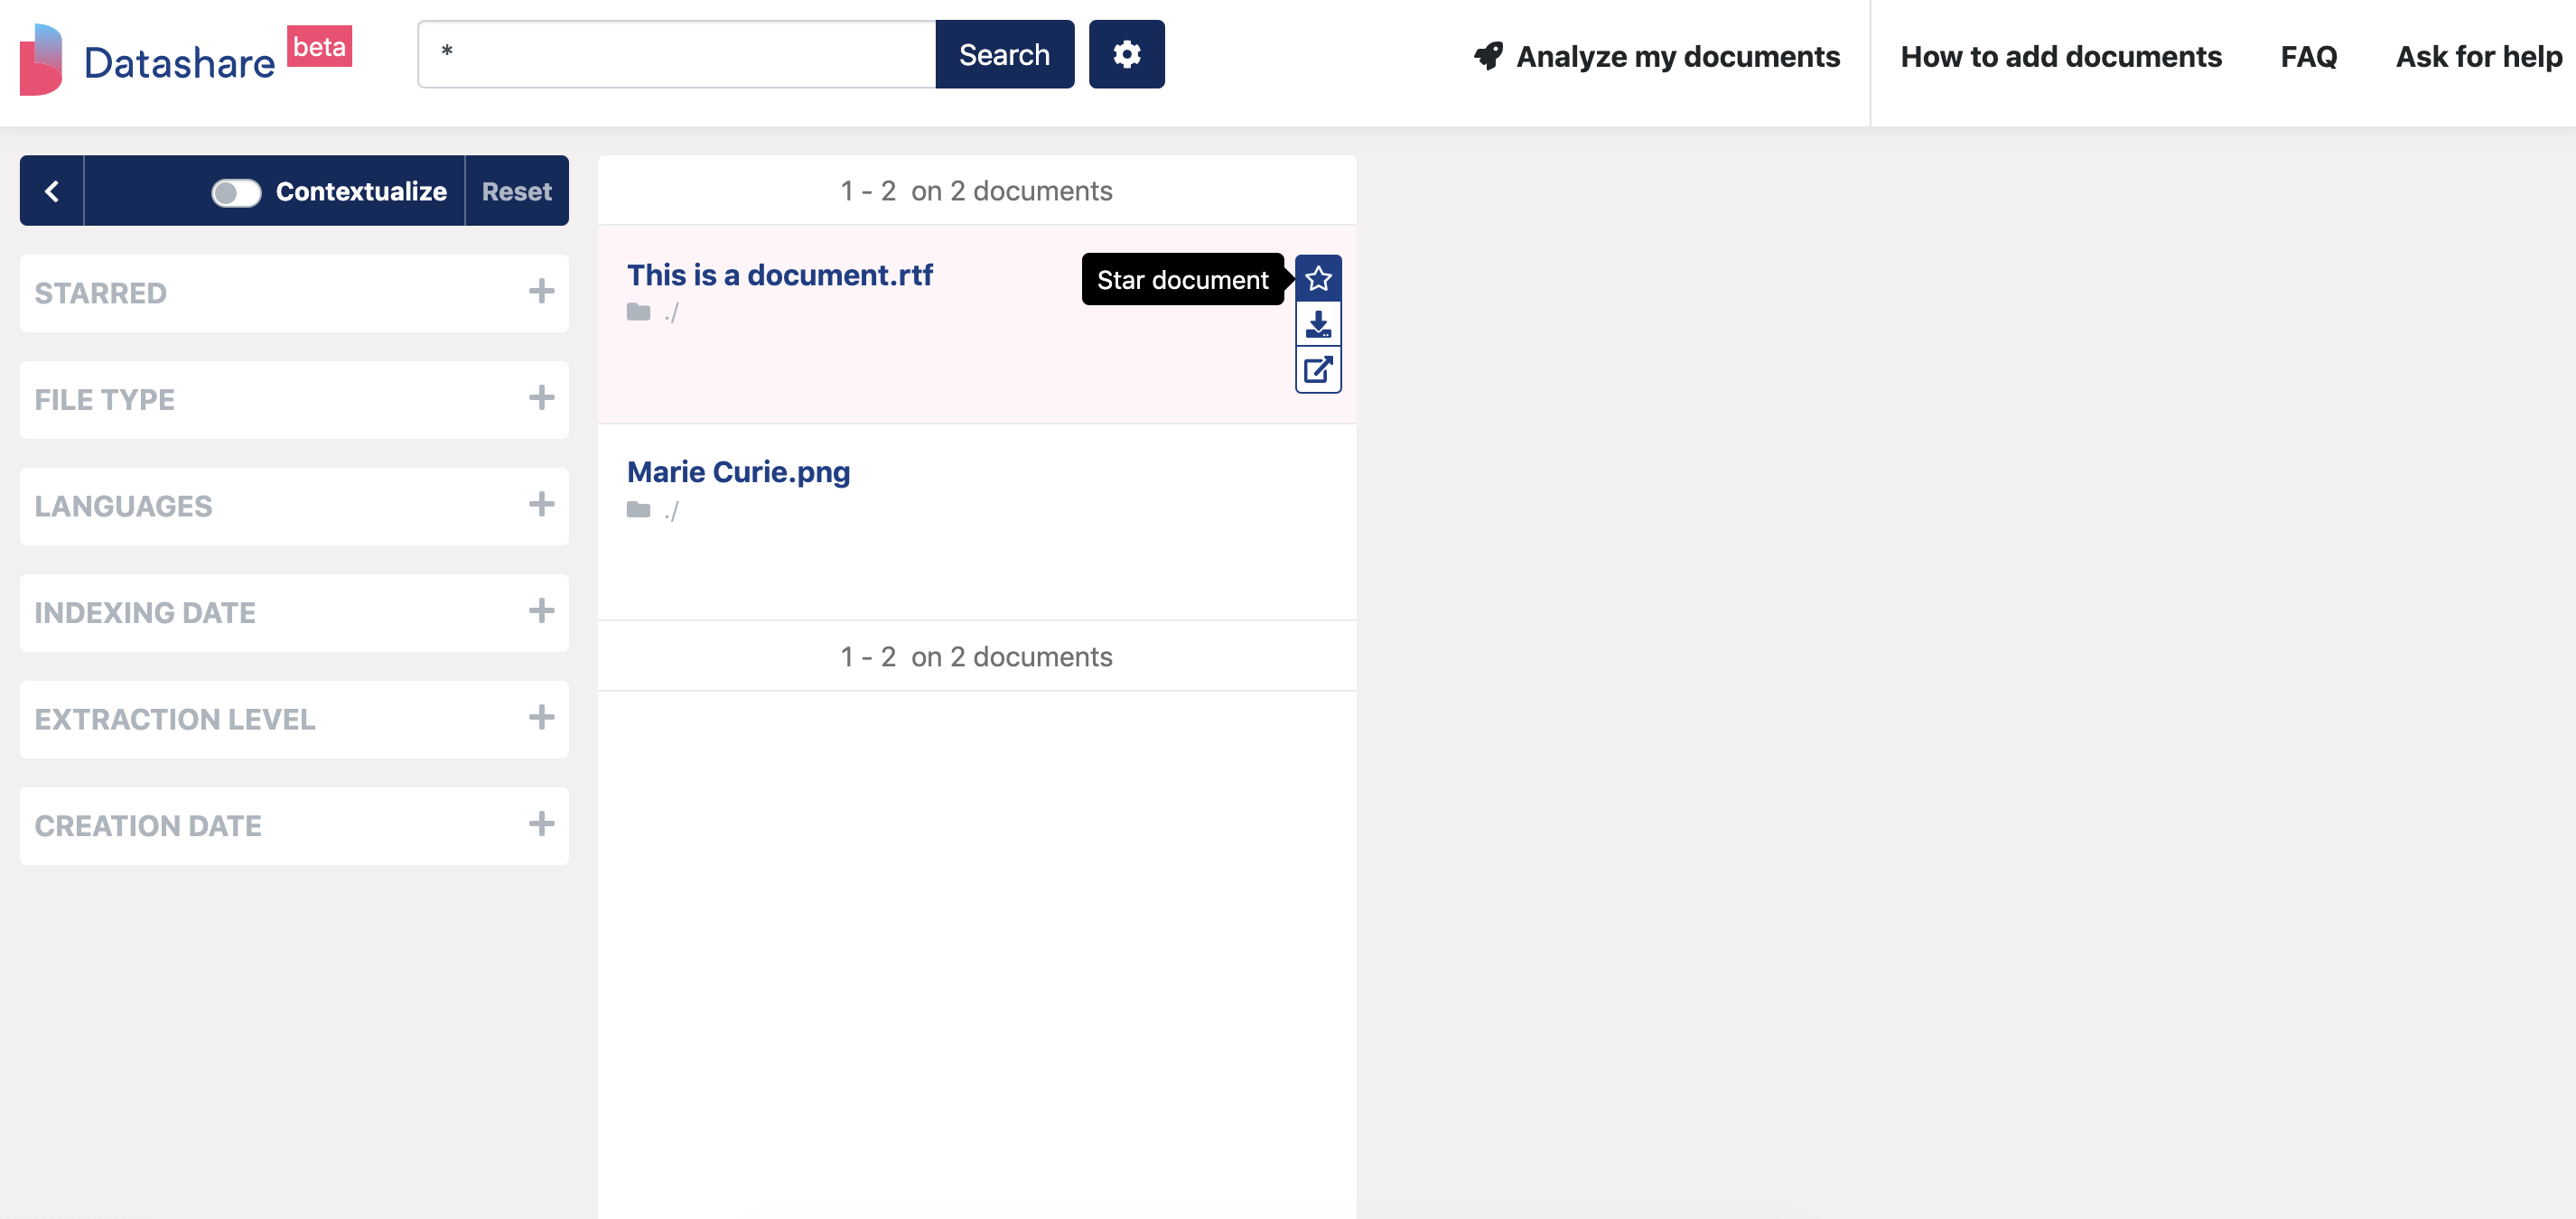 Datashare beta
*
Search
Analyze my documents
How to add documents
FAQ
Ask for help
Contextualize
Reset
STARRED
FILE TYPE
LANGUAGES
INDEXING DATE
EXTRACTION LEVEL
CREATION DATE
1 - 2 on 2 documents
This is a document.rtf
./
Star document
Marie Curie.png
./
1 - 2 on 2 documents